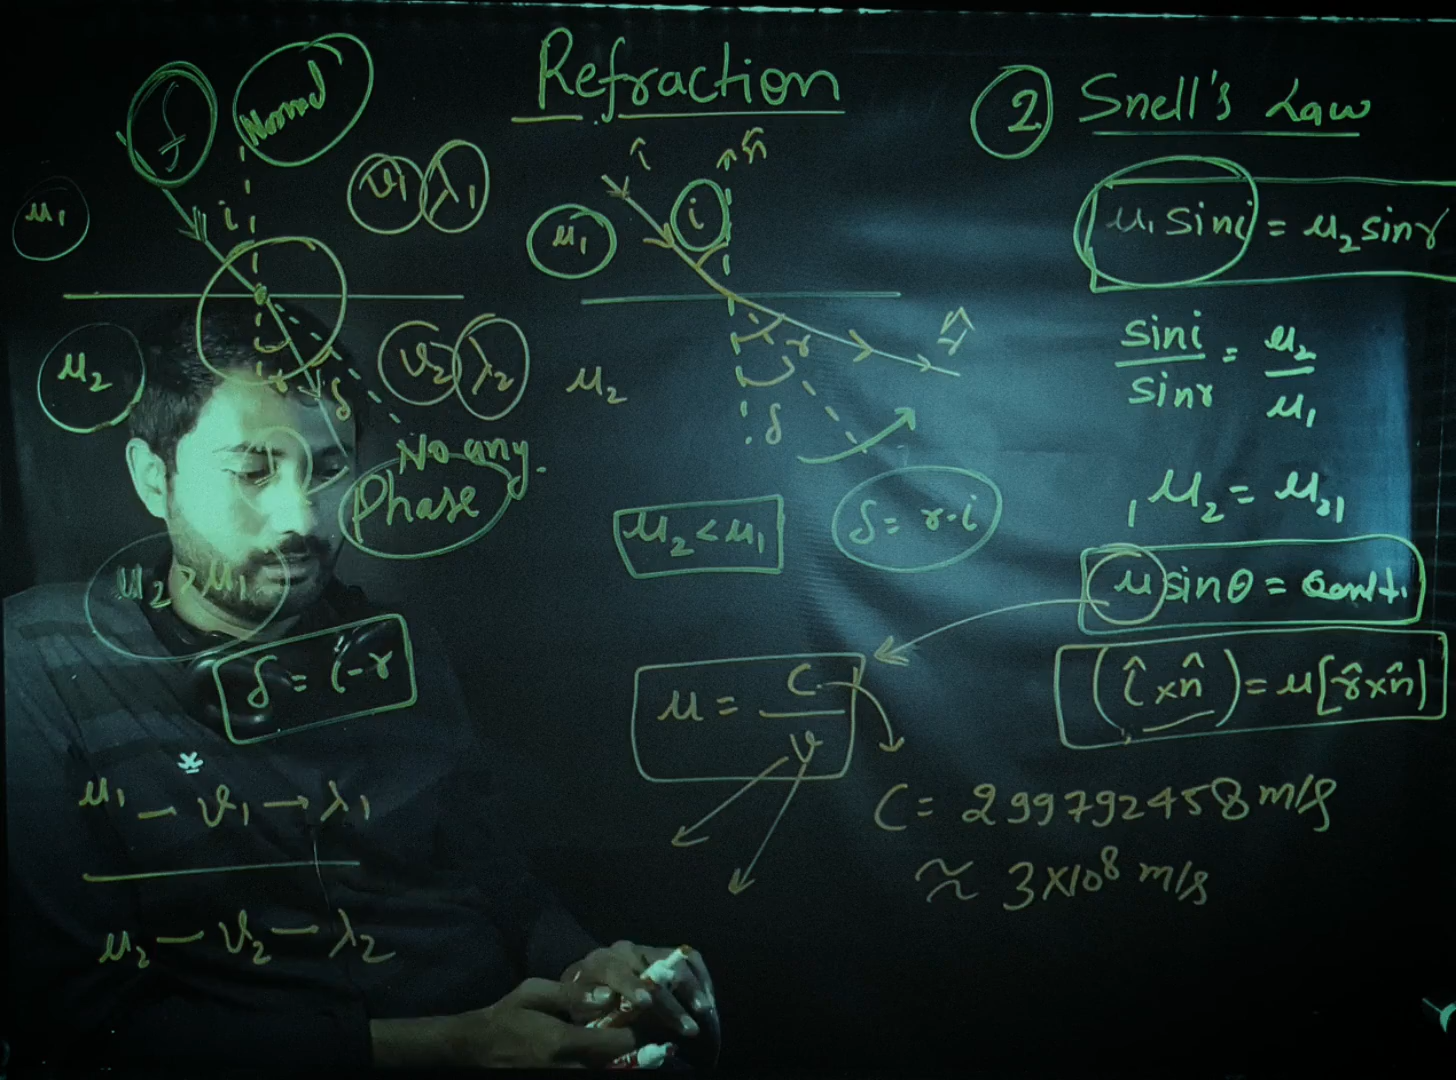 Refraction
② Snell's Law
f
Normal
v₁ λ₁
μ₁
i
μ₂
v₂ λ₂
r
δ
No any
Phase
μ₂ > μ₁
δ = i-r
μ₁ — v₁ → λ₁
μ₂ — v₂ — λ₂
î
n̂
μ₁
i
r̂
r
μ₂
δ
μ₂ < μ₁
δ = r-i
μ = c/v
C = 299792458 m/s
≈ 3×10⁸ m/s
μ₁ sini = μ₂ sinr
sini/sinr = μ₂/μ₁
₁μ₂ = μ₂₁
μ sinθ = Const.
(î × n̂) = μ[r̂ × n̂]